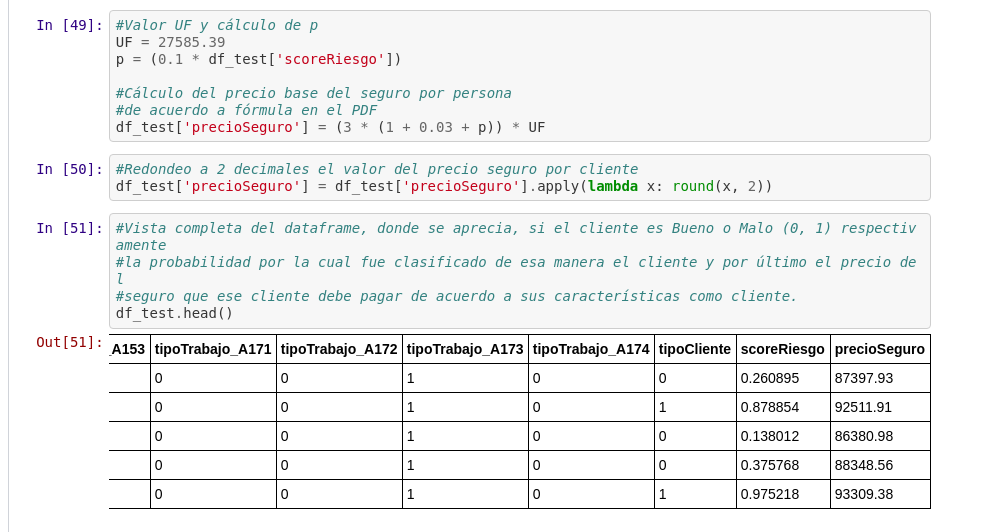 In [49]:
#Valor UF y cálculo de p
UF = 27585.39
p = (0.1 * df_test['scoreRiesgo'])
#Cálculo del precio base del seguro por persona
#de acuerdo a fórmula en el PDF
df_test['precioSeguro'] = (3 * (1 + 0.03 + p)) * UF
In [50]:
#Redondeo a 2 decimales el valor del precio seguro por cliente
df_test['precioSeguro'] = df_test['precioSeguro'].apply(lambda x: round(x, 2))
In [51]:
#Vista completa del dataframe, donde se aprecia, si el cliente es Bueno o Malo (0, 1) respectiv
amente
#la probabilidad por la cual fue clasificado de esa manera el cliente y por último el precio de
l
#seguro que ese cliente debe pagar de acuerdo a sus características como cliente.
df_test.head()
Out[51]:
_A153 tipoTrabajo_A171 tipoTrabajo_A172 tipoTrabajo_A173 tipoTrabajo_A174 tipoCliente scoreRiesgo precioSeguro
0 0 1 0 0 0.260895 87397.93
0 0 1 0 1 0.878854 92511.91
0 0 1 0 0 0.138012 86380.98
0 0 1 0 0 0.375768 88348.56
0 0 1 0 1 0.975218 93309.38